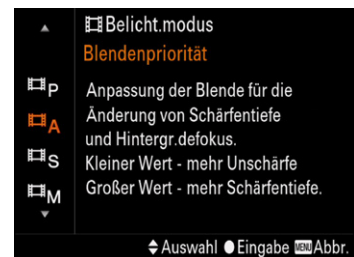 Belicht.modus
Blendenpriorität
P
Anpassung der Blende für die
A
Änderung von Schärfentiefe
und Hintergr.defokus.
S
Kleiner Wert - mehr Unschärfe
M
Großer Wert - mehr Schärfentiefe.
Auswahl Eingabe MENU Abbr.